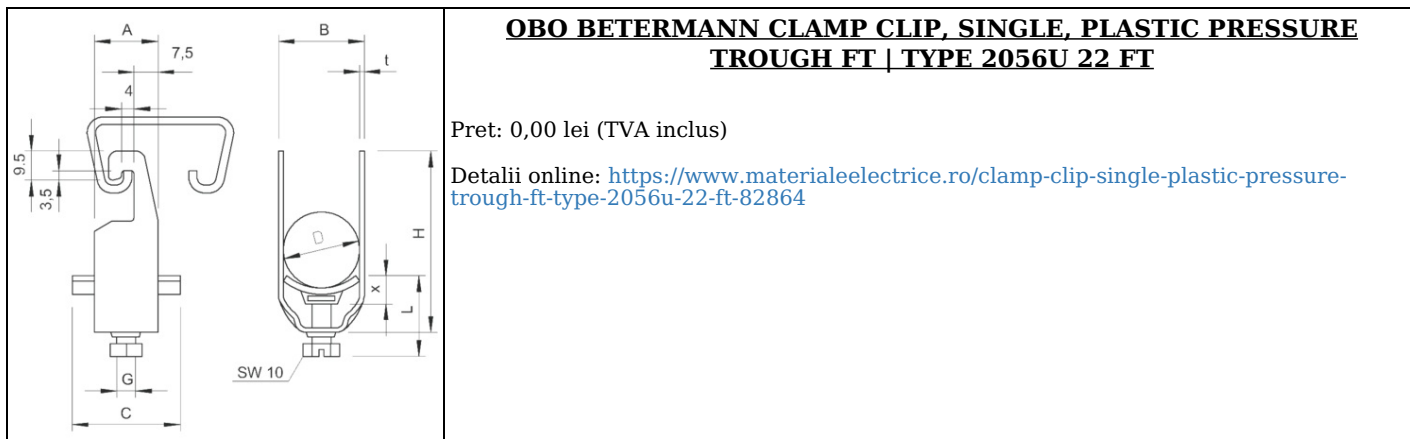 A
7,5
4
9.5
3,5
G
C
B
t
D
H
x
L
SW 10
OBO BETERMANN CLAMP CLIP, SINGLE, PLASTIC PRESSURE
TROUGH FT | TYPE 2056U 22 FT
Pret: 0,00 lei (TVA inclus)
Detalii online: https://www.materialeelectrice.ro/clamp-clip-single-plastic-pressure-
trough-ft-type-2056u-22-ft-82864